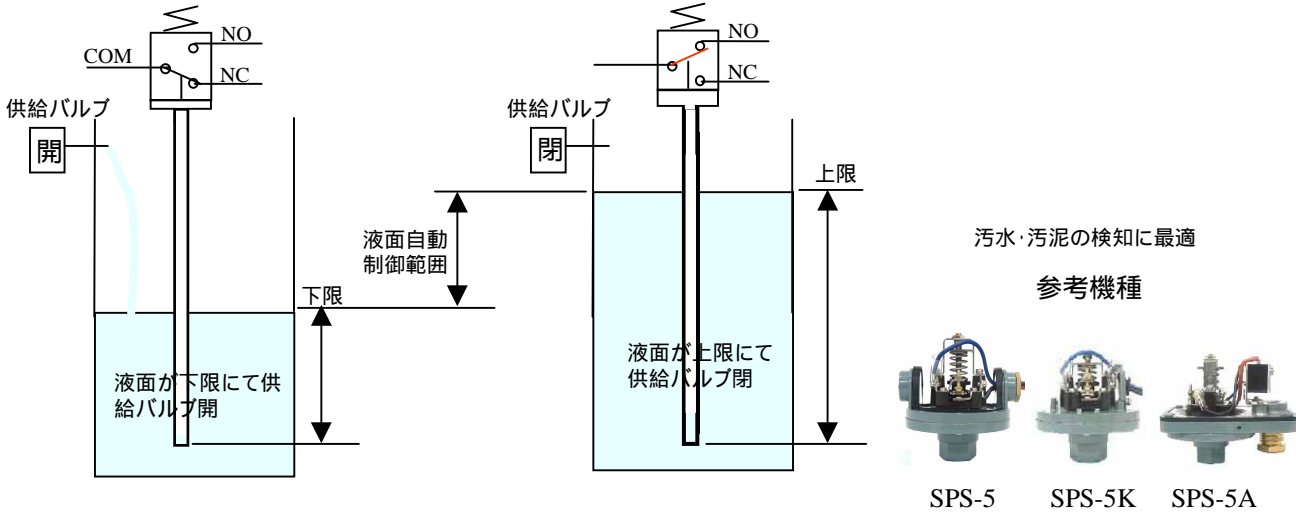 NO
COM
NC
供給バルブ
開
下限
液面が下限にて供
給バルブ開
液面自動
制御範囲
NO
NC
供給バルブ
閉
上限
液面が上限にて
供給バルブ閉
汚水・汚泥の検知に最適
参考機種
SPS-5
SPS-5K
SPS-5A